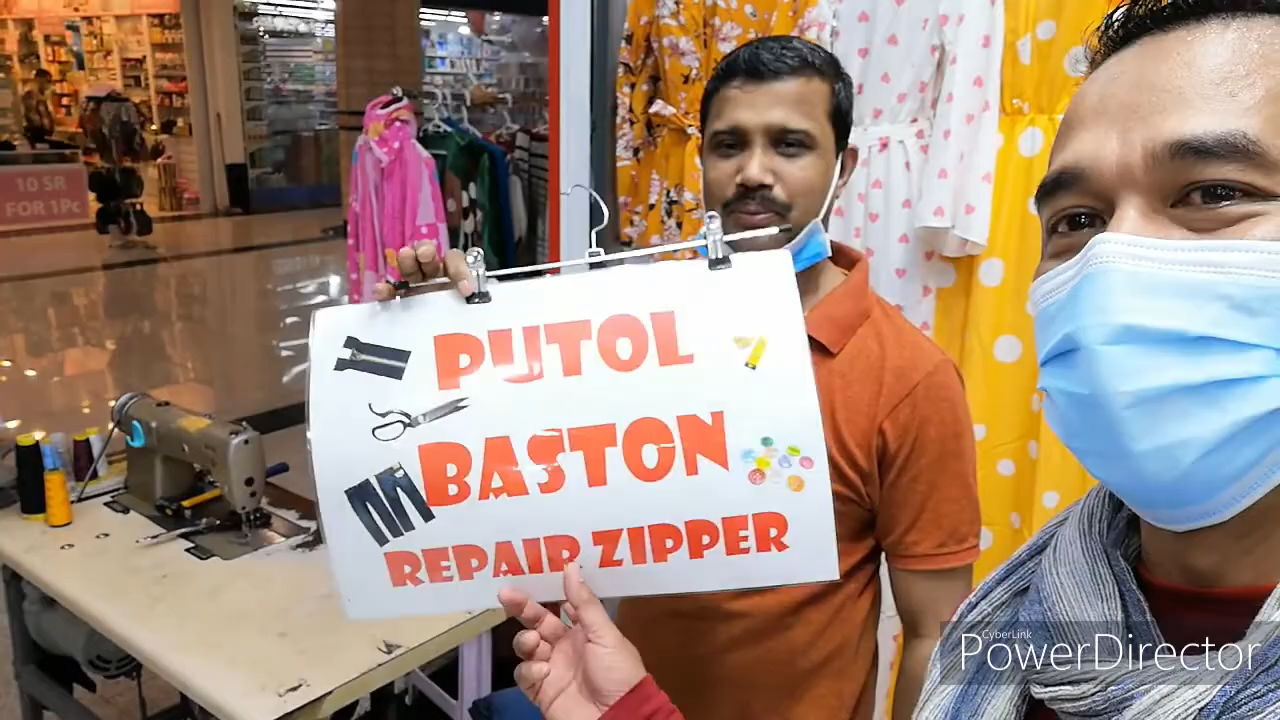 10 SR
FOR 1Pc
PUTOL
BASTON
REPAIR ZIPPER
CyberLink
PowerDirector